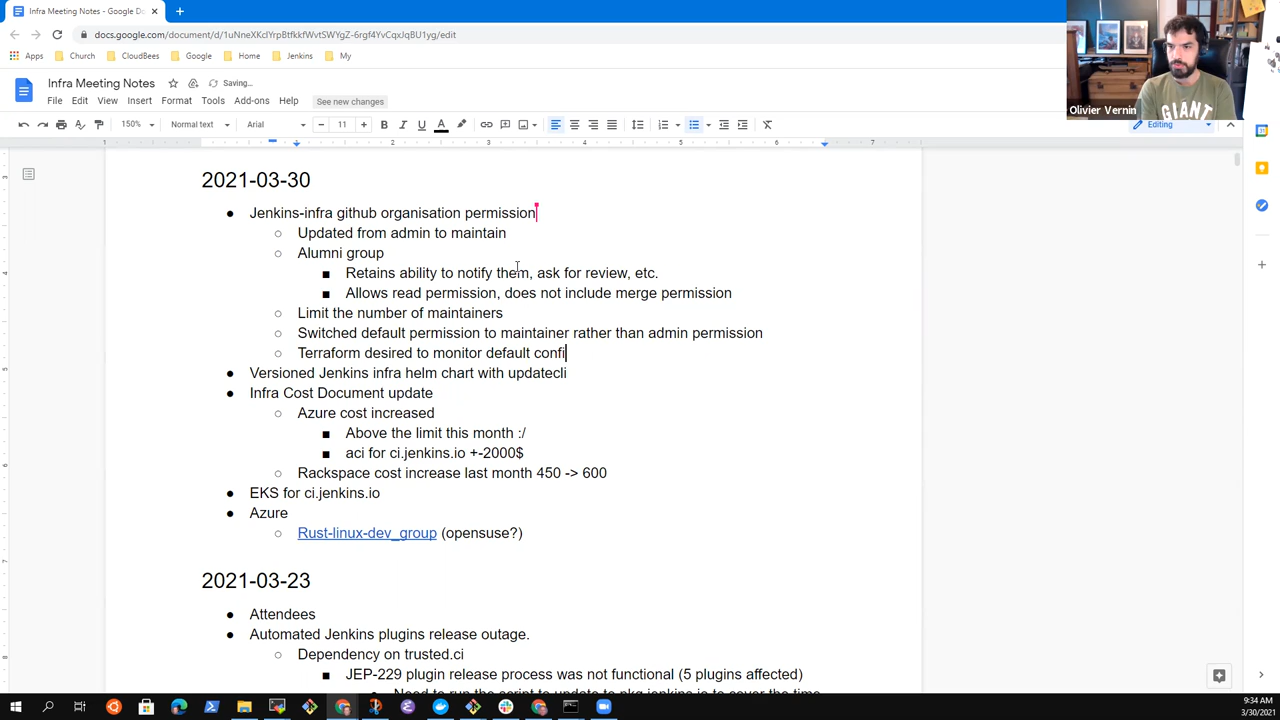 Infra Meeting Notes - Google Do
docs.google.com/document/d/1uNneXKclYrpBtfkkfWvtSWYgZ-6rgf4YvCqxJqBU1yg/edit
Apps Church CloudBees Google Home Jenkins My
Infra Meeting Notes Saving...
File Edit View Insert Format Tools Add-ons Help See new changes
150% Normal text Arial 11 Editing
Olivier Vernin
GIANT
1 2 3 4 5 6 7
2021-03-30
Jenkins-infra github organisation permission
Updated from admin to maintain
Alumni group
Retains ability to notify them, ask for review, etc.
Allows read permission, does not include merge permission
Limit the number of maintainers
Switched default permission to maintainer rather than admin permission
Terraform desired to monitor default confi
Versioned Jenkins infra helm chart with updatecli
Infra Cost Document update
Azure cost increased
Above the limit this month :/
aci for ci.jenkins.io +-2000$
Rackspace cost increase last month 450 -> 600
EKS for ci.jenkins.io
Azure
Rust-linux-dev_group (opensuse?)
2021-03-23
Attendees
Automated Jenkins plugins release outage.
Dependency on trusted.ci
JEP-229 plugin release process was not functional (5 plugins affected)
Need to run the script to update to pkg.jenkins.io to cover the time
9:34 AM
3/30/2021